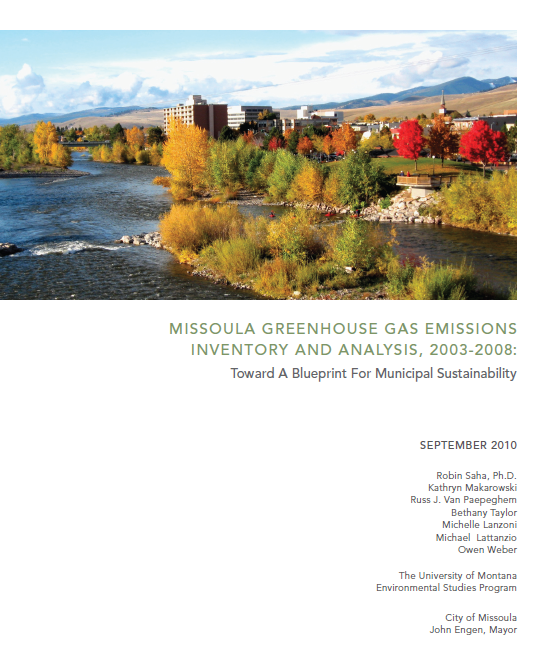 MISSOULA GREENHOUSE GAS EMISSIONS
INVENTORY AND ANALYSIS, 2003-2008:
Toward A Blueprint For Municipal Sustainability
SEPTEMBER 2010
Robin Saha, Ph.D.
Kathryn Makarowski
Russ J. Van Paepeghem
Bethany Taylor
Michelle Lanzoni
Michael Lattanzio
Owen Weber
The University of Montana
Environmental Studies Program
City of Missoula
John Engen, Mayor